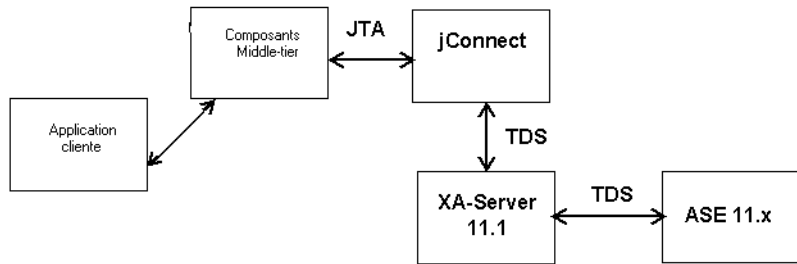 Composants
Middle-tier
JTA
jConnect
Application
cliente
TDS
XA-Server
11.1
TDS
ASE 11.x